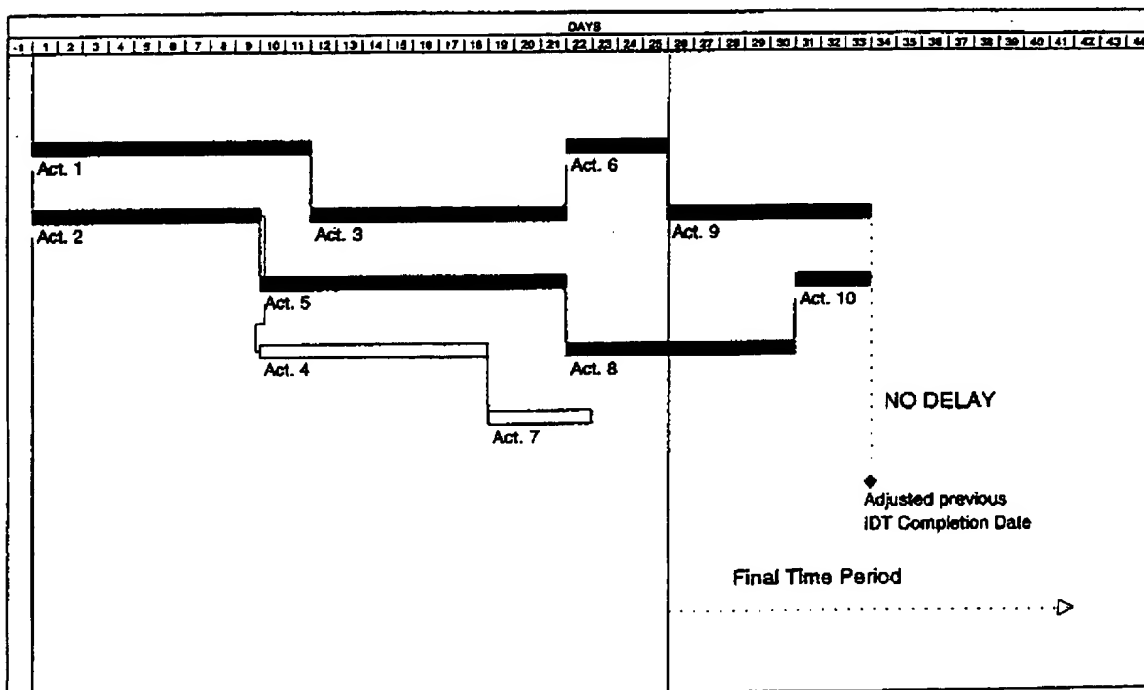 DAYS
-1 1 2 3 4 5 6 7 8 9 10 11 12 13 14 15 16 17 18 19 20 21 22 23 24 25 26 27 28 29 30 31 32 33 34 35 36 37 38 39 40 41 42 43 44
Act. 1
Act. 6
Act. 2
Act. 3
Act. 9
Act. 5
Act. 10
Act. 4
Act. 8
NO DELAY
Act. 7
Adjusted previous
IDT Completion Date
Final Time Period